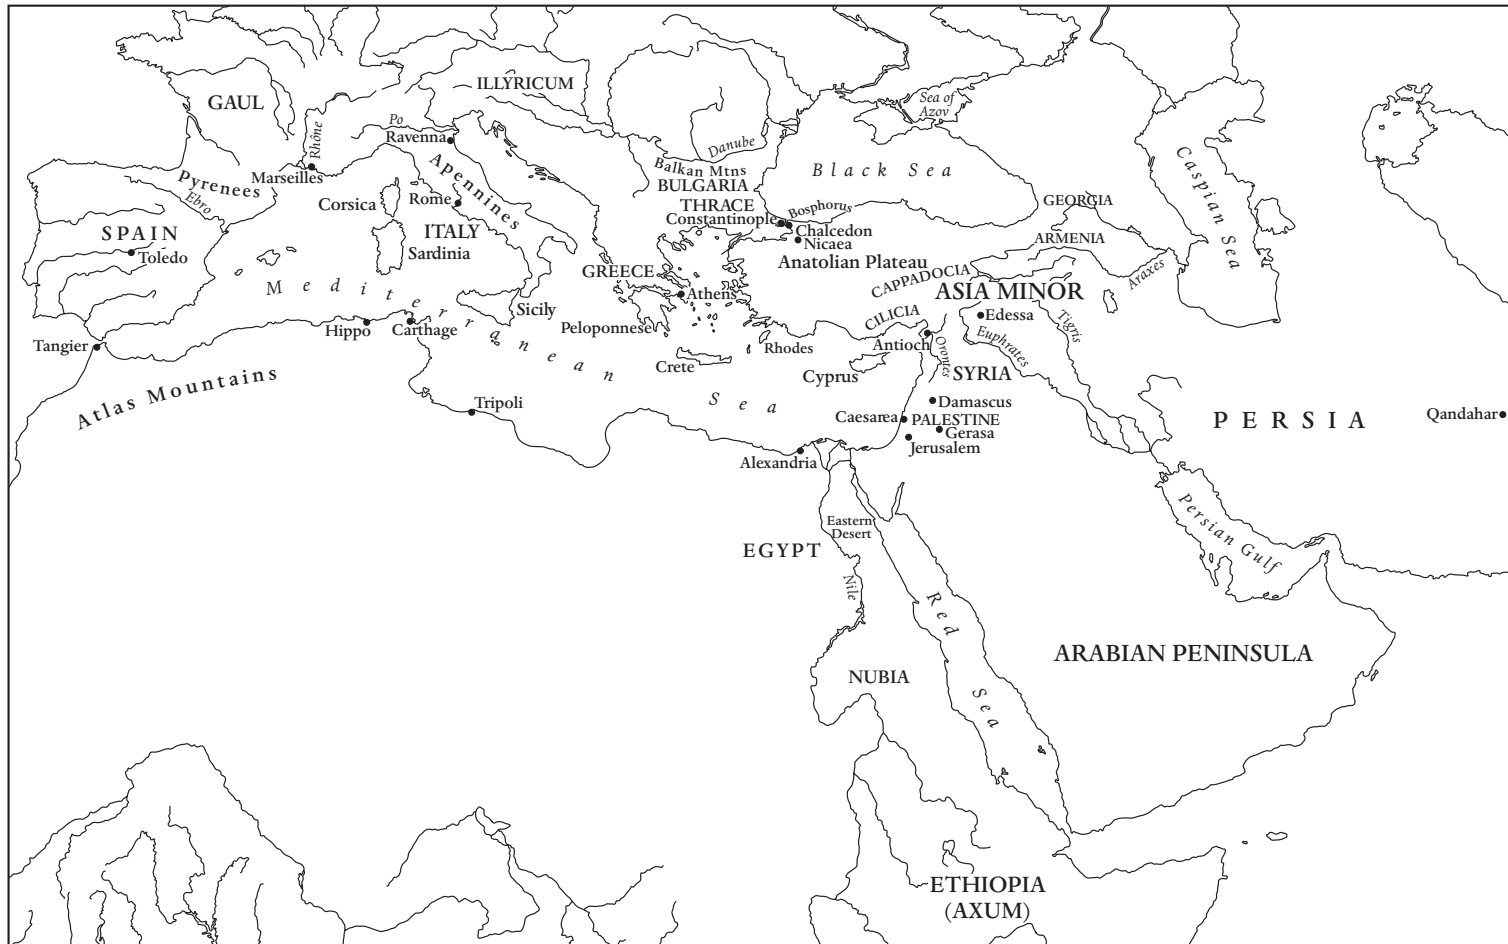 ILLYRICUM
GAUL
Sea of
Azov
Rhône
Po
Ravenna
Danube
Balkan Mtns
Black Sea
Caspian Sea
Apennines
Marseilles
Pyrenees
BULGARIA
Ebro
Corsica
Rome
THRACE
Bosphorus
GEORGIA
Constantinople
Chalcedon
SPAIN
ITALY
Nicaea
ARMENIA
Toledo
Sardinia
Anatolian Plateau
GREECE
CAPPADOCIA
Araxes
Mediterranean Sea
ASIA MINOR
Athens
Sicily
CILICIA
Edessa
Tigris
Hippo
Carthage
Peloponnese
Tangier
Antioch
Orontes
Euphrates
Rhodes
Crete
Cyprus
SYRIA
Atlas Mountains
Tripoli
Damascus
Caesarea
PALESTINE
PERSIA
Qandahar
Gerasa
Jerusalem
Alexandria
Persian Gulf
Eastern
Desert
EGYPT
Nile
Red Sea
ARABIAN PENINSULA
NUBIA
ETHIOPIA
(AXUM)